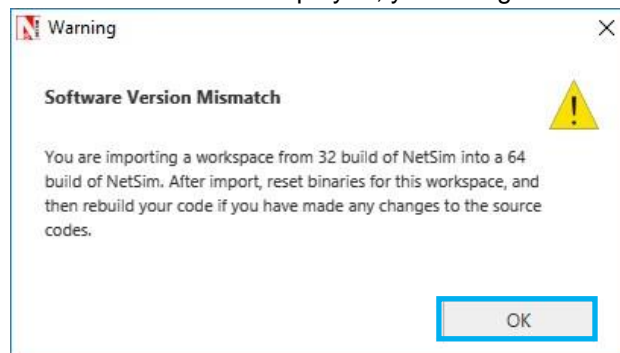 Warning
Software Version Mismatch
You are importing a workspace from 32 build of NetSim into a 64
build of NetSim. After import, reset binaries for this workspace, and
then rebuild your code if you have made any changes to the source
codes.
OK